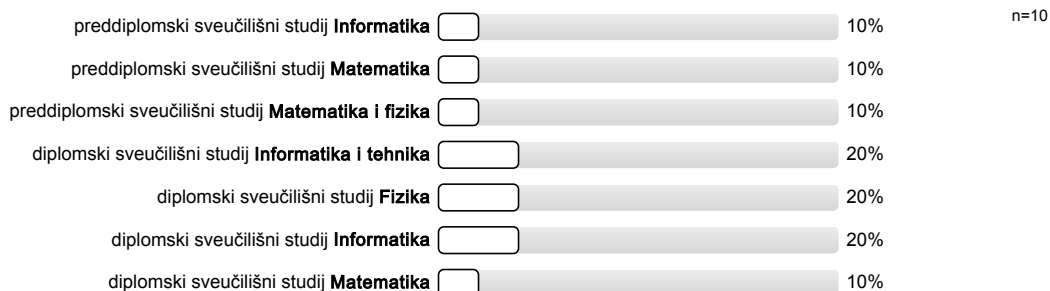 n=10
preddiplomski sveučilišni studij Informatika 10%
preddiplomski sveučilišni studij Matematika 10%
preddiplomski sveučilišni studij Matematika i fizika 10%
diplomski sveučilišni studij Informatika i tehnika 20%
diplomski sveučilišni studij Fizika 20%
diplomski sveučilišni studij Informatika 20%
diplomski sveučilišni studij Matematika 10%